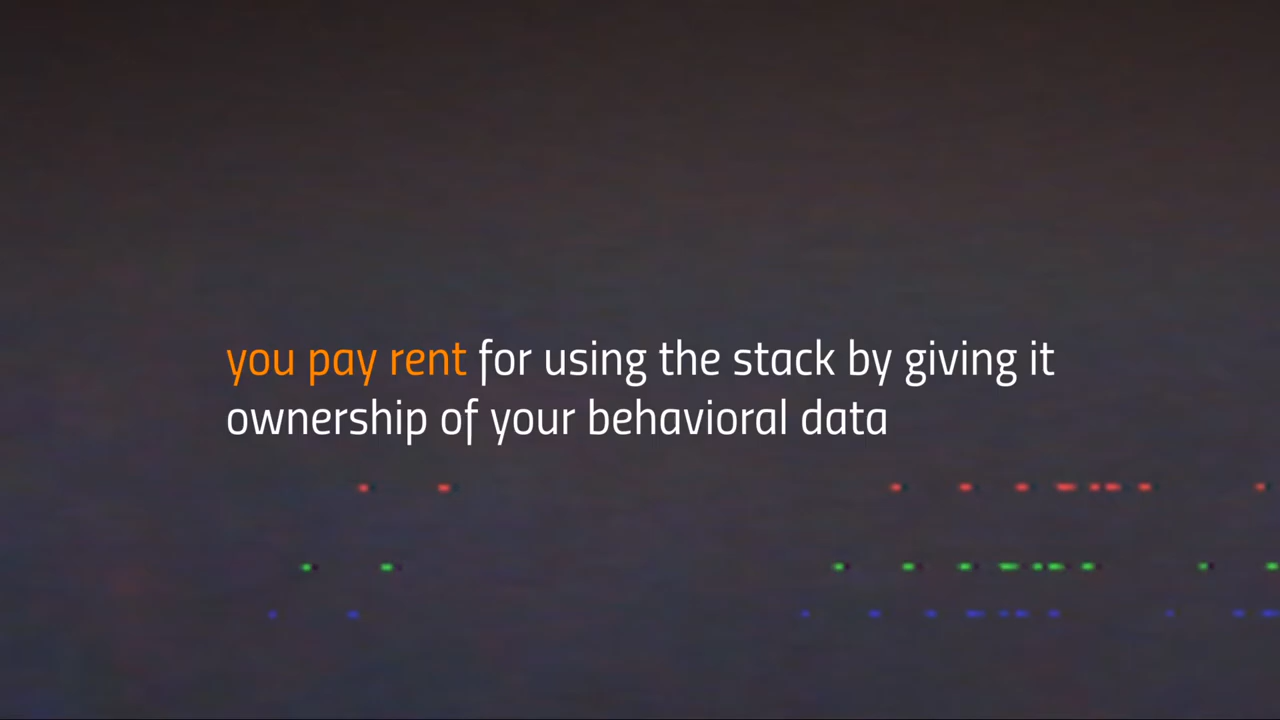 you pay rent for using the stack by giving it
ownership of your behavioral data